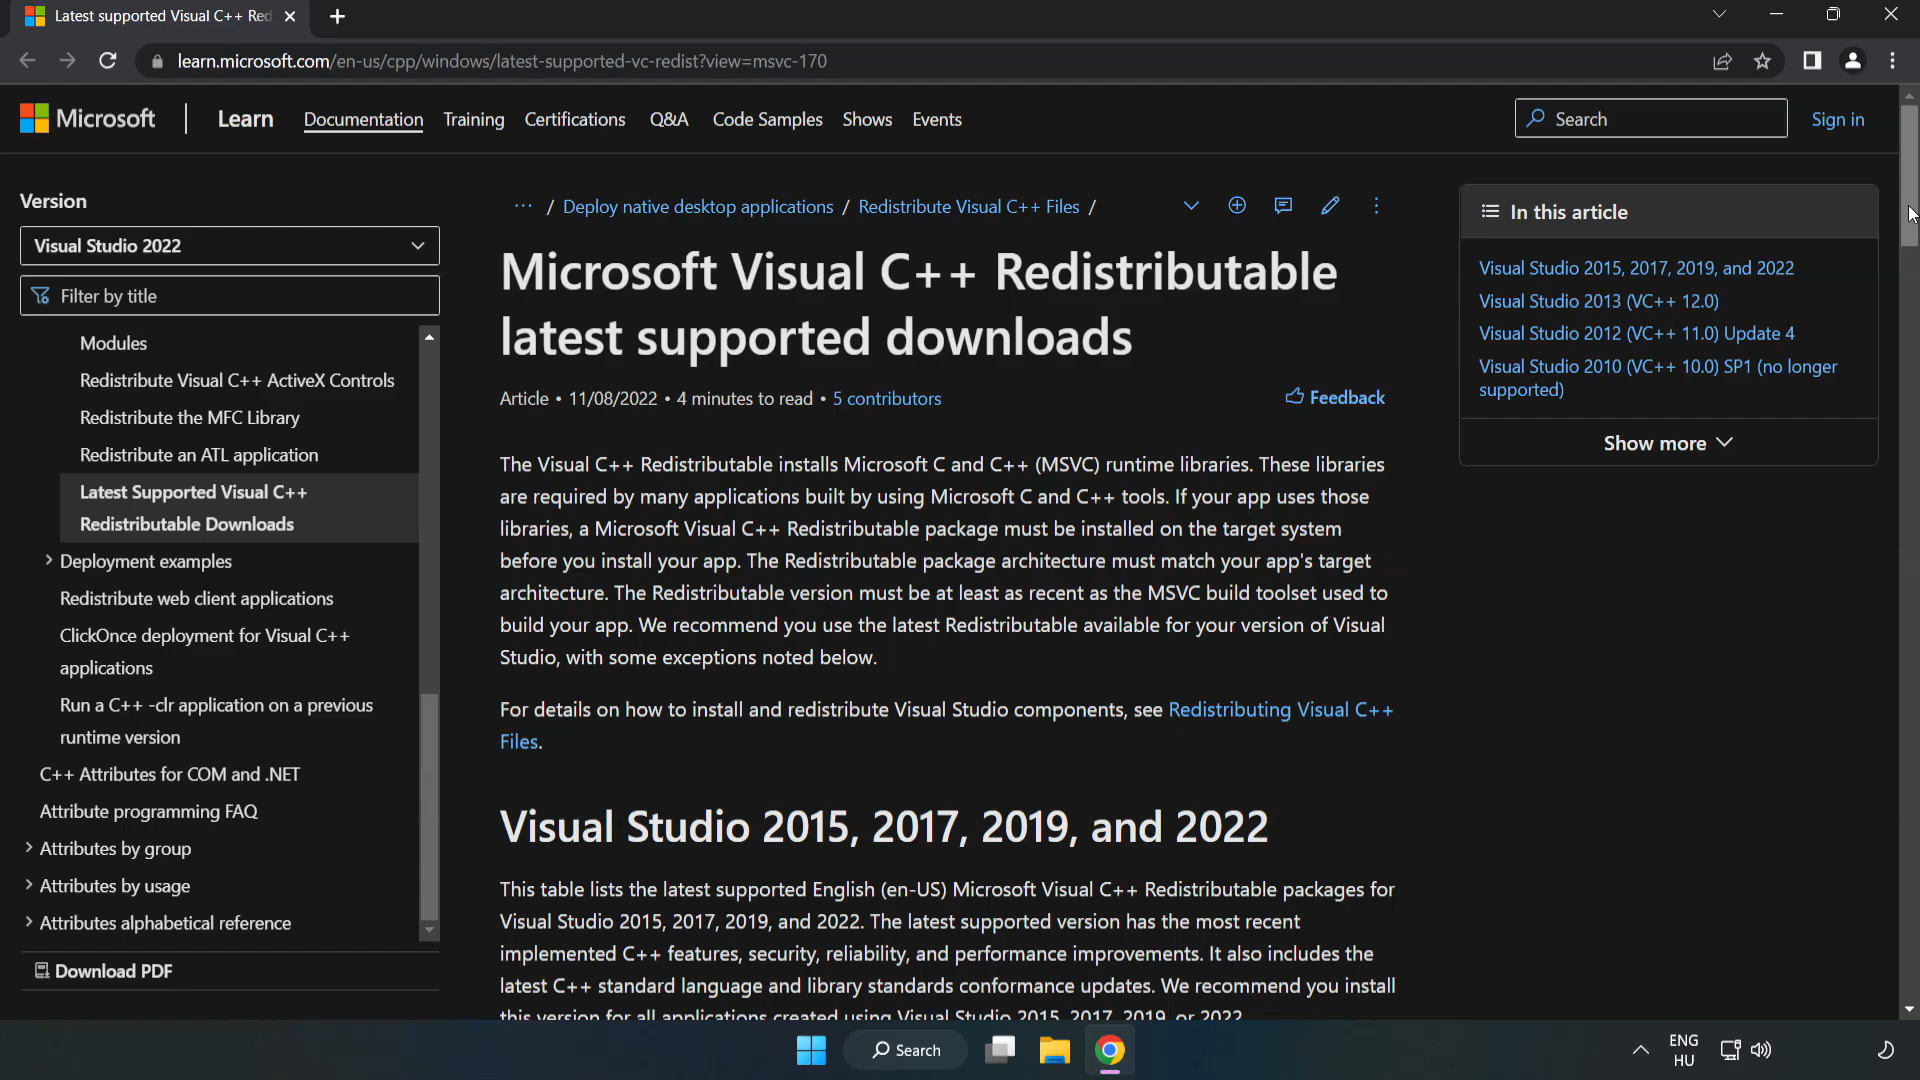 Latest supported Visual C++ Red
learn.microsoft.com/en-us/cpp/windows/latest-supported-vc-redist?view=msvc-170
Microsoft
Learn
Documentation
Training
Certifications
Q&A
Code Samples
Shows
Events
Search
Sign in
Version
Visual Studio 2022
Filter by title
Modules
Redistribute Visual C++ ActiveX Controls
Redistribute the MFC Library
Redistribute an ATL application
Latest Supported Visual C++
Redistributable Downloads
Deployment examples
Redistribute web client applications
ClickOnce deployment for Visual C++
applications
Run a C++ -clr application on a previous
runtime version
C++ Attributes for COM and .NET
Attribute programming FAQ
Attributes by group
Attributes by usage
Attributes alphabetical reference
Download PDF
... / Deploy native desktop applications / Redistribute Visual C++ Files /
Microsoft Visual C++ Redistributable
latest supported downloads
Article • 11/08/2022 • 4 minutes to read • 5 contributors
Feedback
The Visual C++ Redistributable installs Microsoft C and C++ (MSVC) runtime libraries. These libraries
are required by many applications built by using Microsoft C and C++ tools. If your app uses those
libraries, a Microsoft Visual C++ Redistributable package must be installed on the target system
before you install your app. The Redistributable package architecture must match your app's target
architecture. The Redistributable version must be at least as recent as the MSVC build toolset used to
build your app. We recommend you use the latest Redistributable available for your version of Visual
Studio, with some exceptions noted below.
For details on how to install and redistribute Visual Studio components, see Redistributing Visual C++
Files.
Visual Studio 2015, 2017, 2019, and 2022
This table lists the latest supported English (en-US) Microsoft Visual C++ Redistributable packages for
Visual Studio 2015, 2017, 2019, and 2022. The latest supported version has the most recent
implemented C++ features, security, reliability, and performance improvements. It also includes the
latest C++ standard language and library standards conformance updates. We recommend you install
this version for all applications created using Visual Studio 2015, 2017, 2019, or 2022.
In this article
Visual Studio 2015, 2017, 2019, and 2022
Visual Studio 2013 (VC++ 12.0)
Visual Studio 2012 (VC++ 11.0) Update 4
Visual Studio 2010 (VC++ 10.0) SP1 (no longer
supported)
Show more
Search
ENG
HU